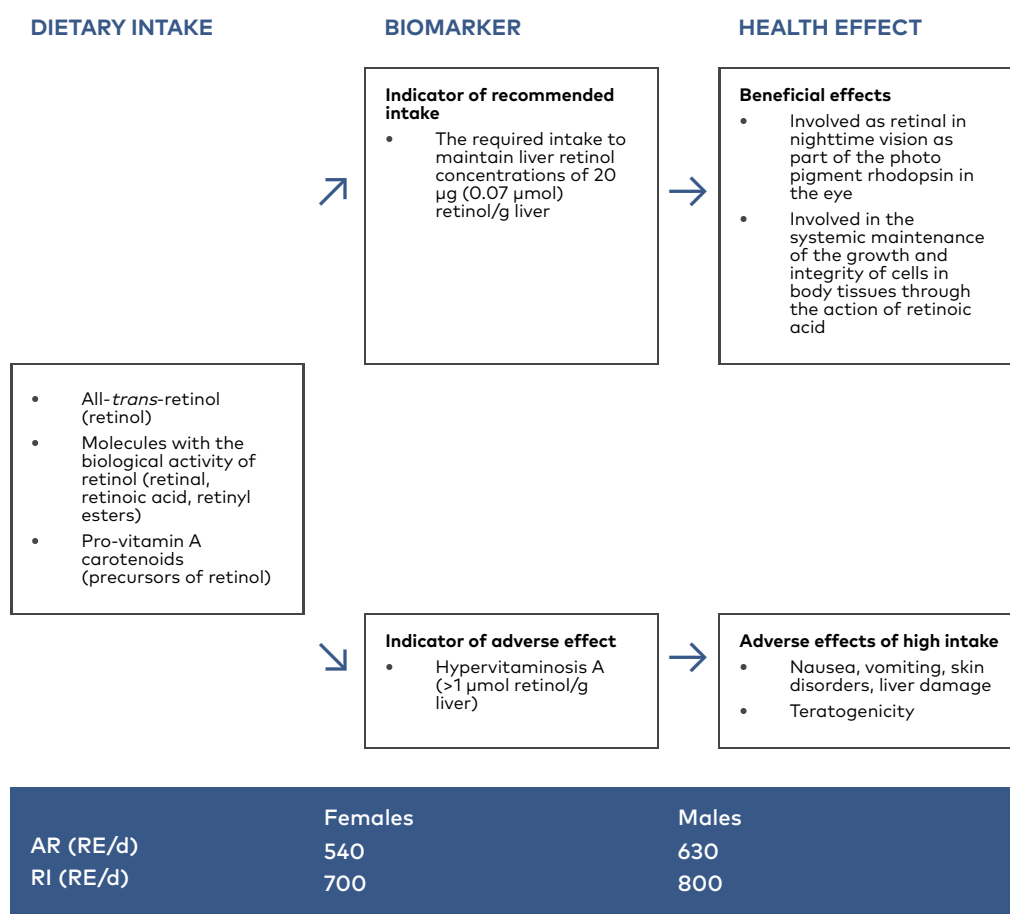 DIETARY INTAKE
BIOMARKER
HEALTH EFFECT
Indicator of recommended
intake
• The required intake to
maintain liver retinol
concentrations of 20
µg (0.07 µmol)
retinol/g liver
Beneficial effects
• Involved as retinal in
nighttime vision as
part of the photo
pigment rhodopsin in
the eye
• Involved in the
systemic maintenance
of the growth and
integrity of cells in
body tissues through
the action of retinoic
acid
• All-trans-retinol
(retinol)
• Molecules with the
biological activity of
retinol (retinal,
retinoic acid, retinyl
esters)
• Pro-vitamin A
carotenoids
(precursors of retinol)
Indicator of adverse effect
• Hypervitaminosis A
(>1 µmol retinol/g
liver)
Adverse effects of high intake
• Nausea, vomiting, skin
disorders, liver damage
• Teratogenicity
Females Males
AR (RE/d) 540 630
RI (RE/d) 700 800